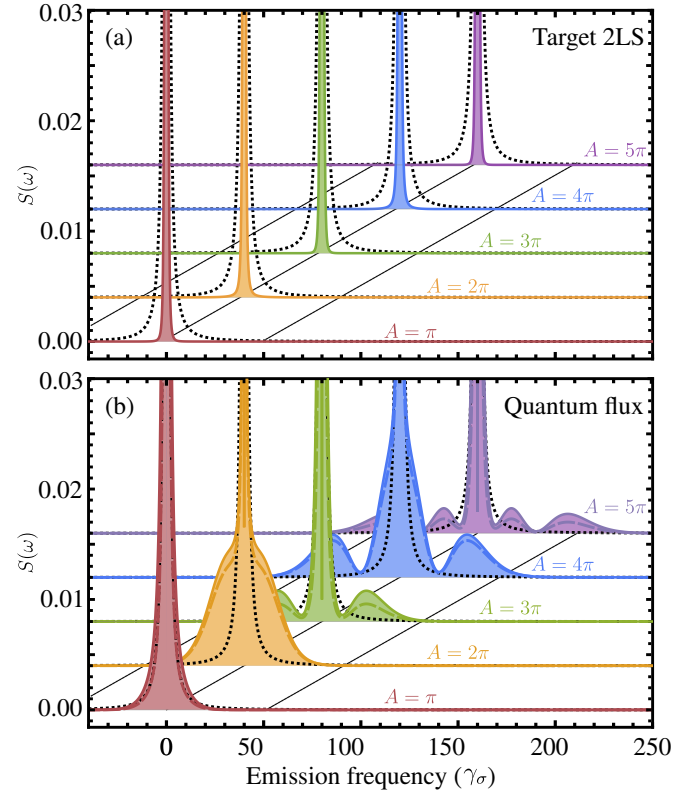 0.03
(a)
Target 2LS
0.02
S(ω)
A = 5π
A = 4π
0.01
A = 3π
A = 2π
0.00
A = π
0.03
(b)
Quantum flux
0.02
S(ω)
A = 5π
A = 4π
0.01
A = 3π
A = 2π
0.00
A = π
0 50 100 150 200 250
Emission frequency (γσ)